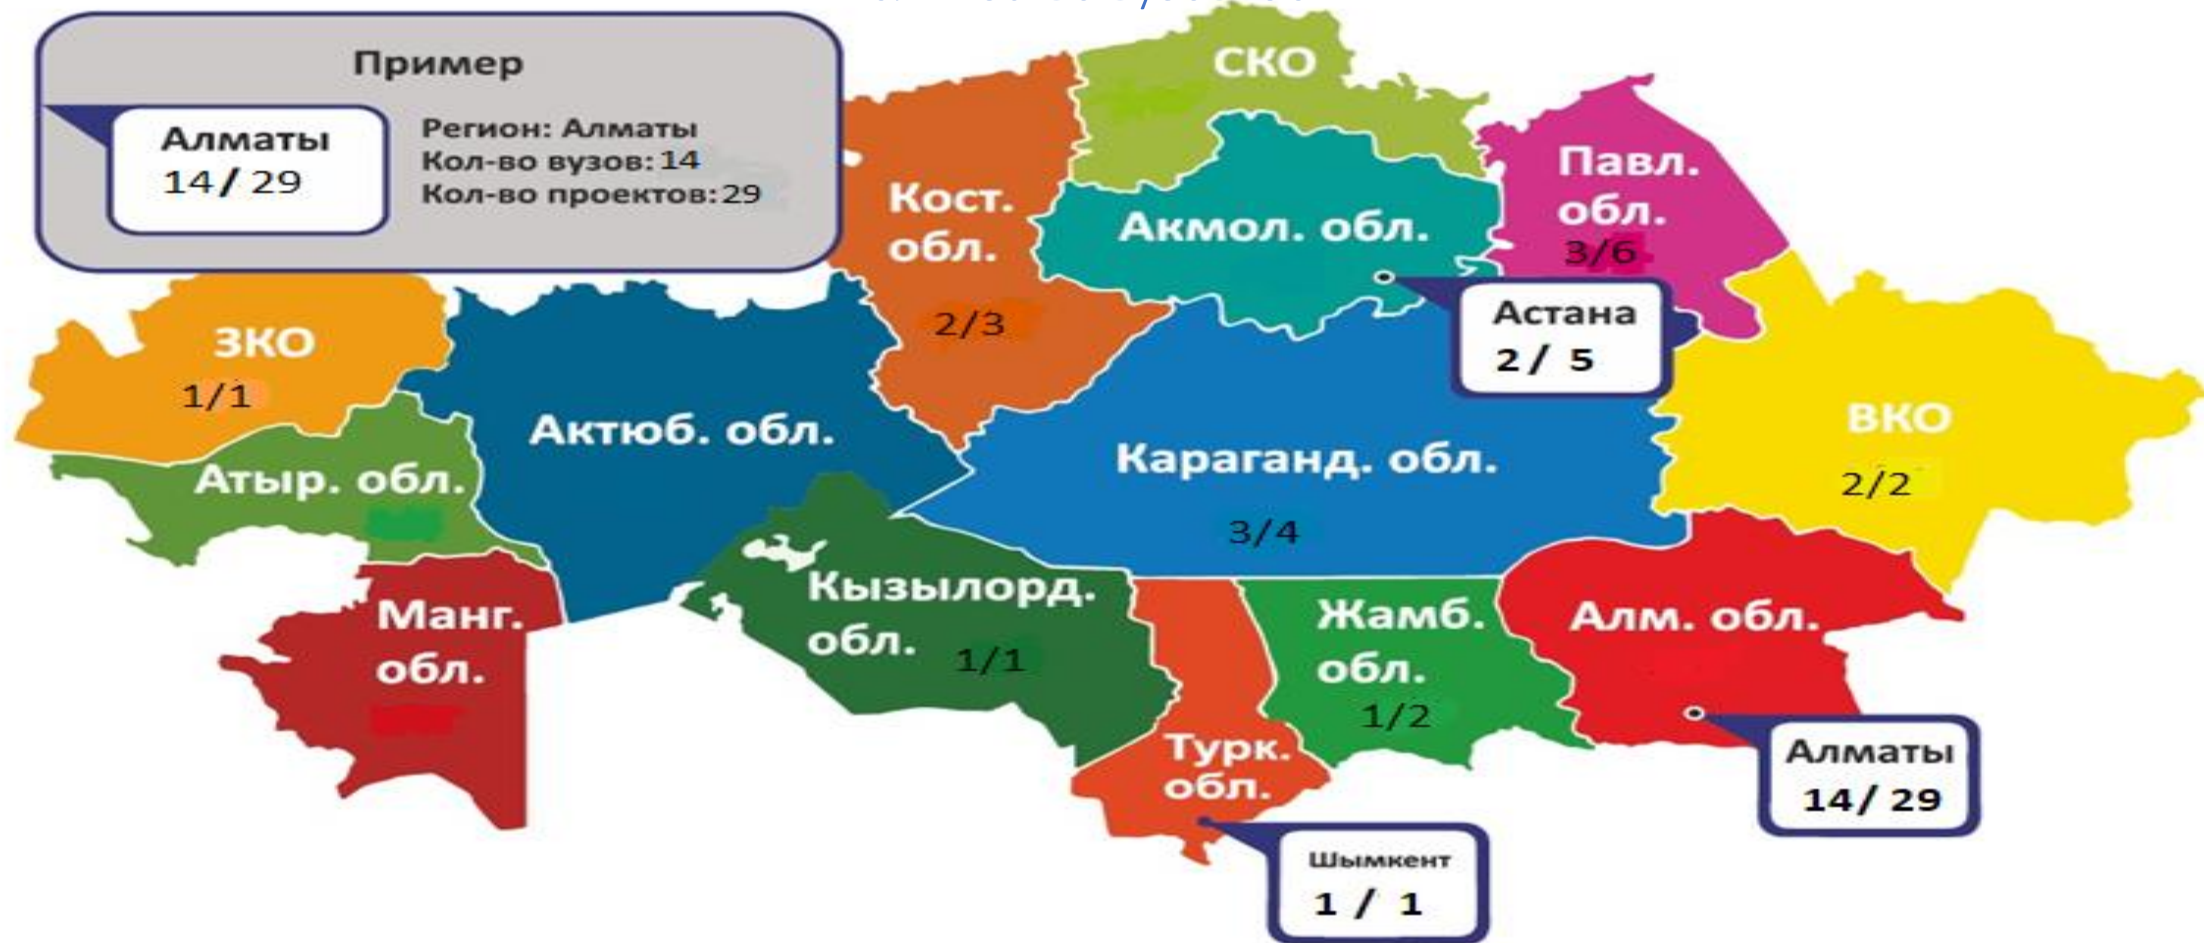 Пример
Алматы
14/ 29
Регион: Алматы
Кол-во вузов: 14
Кол-во проектов: 29
СКО
Павл.
обл.
3/6
Кост.
обл.
2/3
Акмол. обл.
Астана
2 / 5
ЗКО
1/1
Актюб. обл.
Атыр. обл.
Караганд. обл.
3/4
ВКО
2/2
Манг.
обл.
Кызылорд.
обл.
1/1
Жамб.
обл.
1/2
Алм. обл.
Турк.
обл.
Алматы
14/ 29
Шымкент
1 / 1